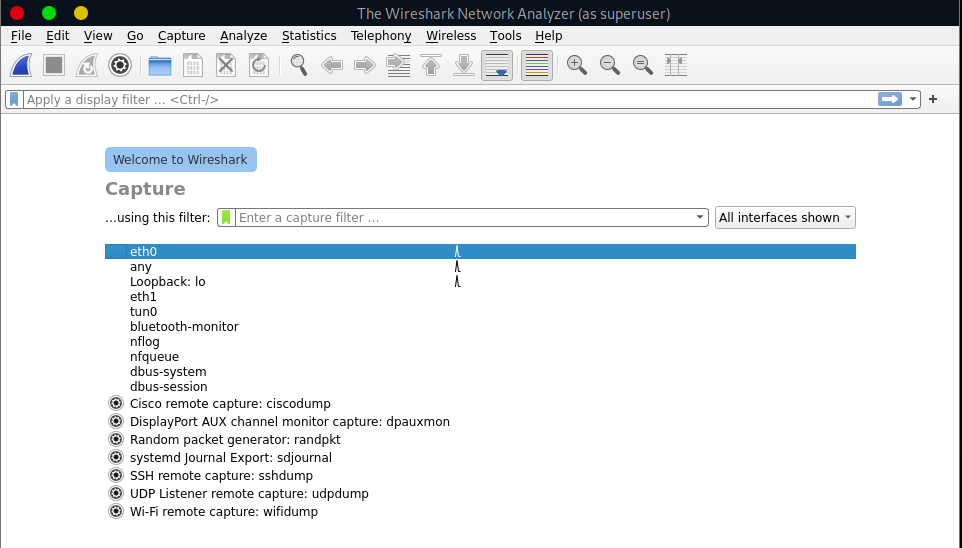 The Wireshark Network Analyzer (as superuser)
File Edit View Go Capture Analyze Statistics Telephony Wireless Tools Help
Apply a display filter ... <Ctrl-/>
Welcome to Wireshark
Capture
...using this filter: Enter a capture filter ... All interfaces shown
eth0
any
Loopback: lo
eth1
tun0
bluetooth-monitor
nflog
nfqueue
dbus-system
dbus-session
Cisco remote capture: ciscodump
DisplayPort AUX channel monitor capture: dpauxmon
Random packet generator: randpkt
systemd Journal Export: sdjournal
SSH remote capture: sshdump
UDP Listener remote capture: udpdump
Wi-Fi remote capture: wifidump